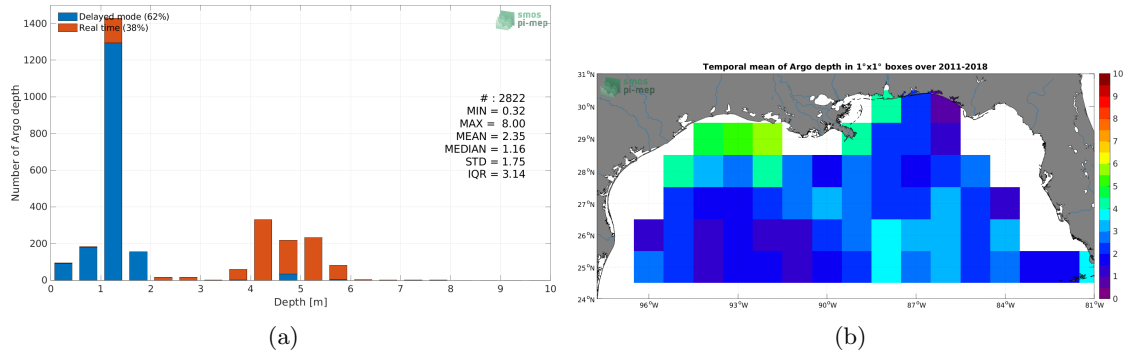 Delayed mode (62%)
Real time (38%)
smos
pi-mep
Number of Argo depth
1400
1200
1000
800
600
400
200
0
# : 2822
MIN = 0.32
MAX = 8.00
MEAN = 2.35
MEDIAN = 1.16
STD = 1.75
IQR = 3.14
0 1 2 3 4 5 6 7 8 9 10
Depth [m]
(a)
Temporal mean of Argo depth in 1°x1° boxes over 2011-2018
smos
pi-mep
31°N
30°N
29°N
28°N
27°N
26°N
25°N
24°N
96°W 93°W 90°W 87°W 84°W 81°W
10
9
8
7
6
5
4
3
2
1
0
(b)